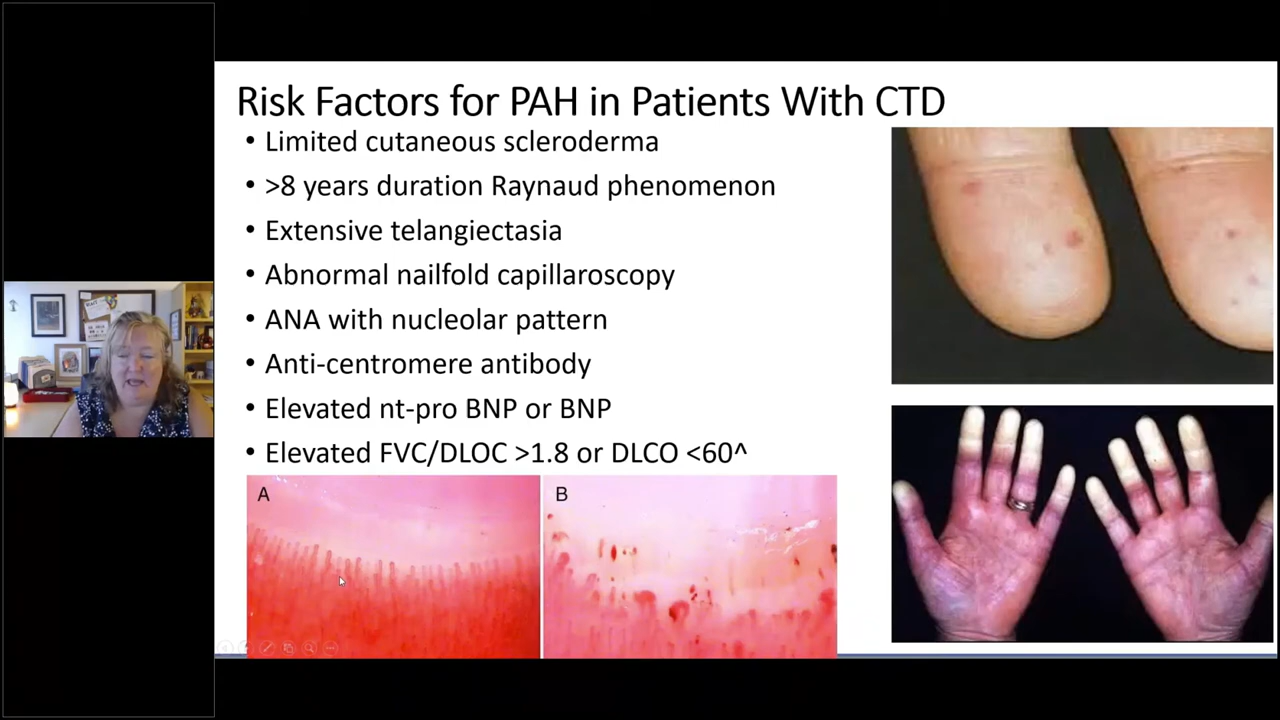 Risk Factors for PAH in Patients With CTD
• Limited cutaneous scleroderma
• >8 years duration Raynaud phenomenon
• Extensive telangiectasia
• Abnormal nailfold capillaroscopy
• ANA with nucleolar pattern
• Anti-centromere antibody
• Elevated nt-pro BNP or BNP
• Elevated FVC/DLOC >1.8 or DLCO <60^
A
B